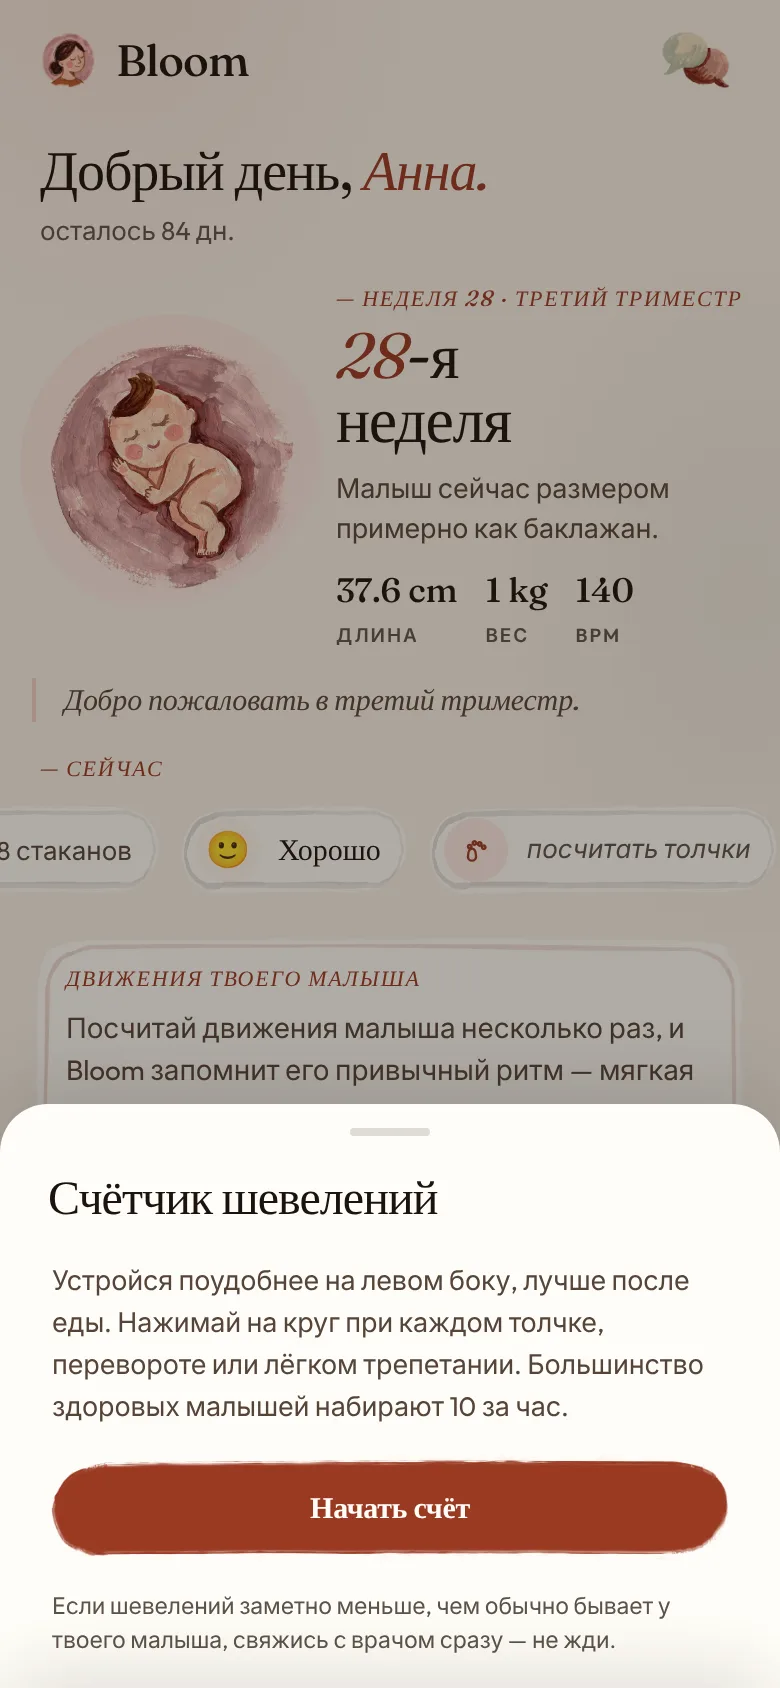 Bloom
Добрый день, Анна.
осталось 84 дн.
— НЕДЕЛЯ 28 · ТРЕТИЙ ТРИМЕСТР
28-я
неделя
Малыш сейчас размером
примерно как баклажан.
37.6 cm 1 kg 140
ДЛИНА ВЕС BPM
Добро пожаловать в третий триместр.
— СЕЙЧАС
8 стаканов Хорошо посчитать толчки
ДВИЖЕНИЯ ТВОЕГО МАЛЫША
Посчитай движения малыша несколько раз, и
Bloom запомнит его привычный ритм — мягкая
Счётчик шевелений
Устройся поудобнее на левом боку, лучше после
еды. Нажимай на круг при каждом толчке,
перевороте или лёгком трепетании. Большинство
здоровых малышей набирают 10 за час.
Начать счёт
Если шевелений заметно меньше, чем обычно бывает у
твоего малыша, свяжись с врачом сразу — не жди.